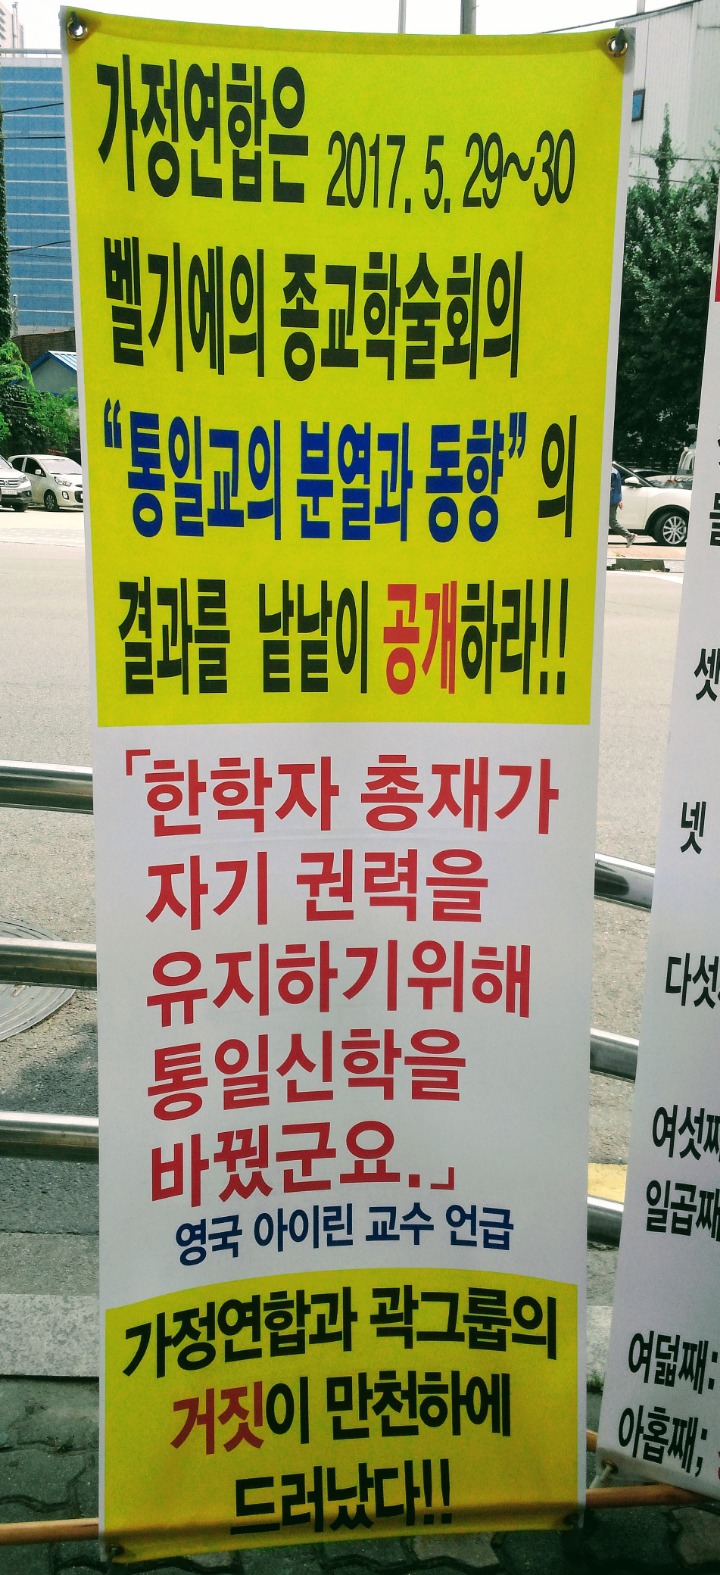 가정연합은 2017. 5. 29~30
벨기에의 종교학술회의
“통일교의 분열과 동향”의
결과를 낱낱이 공개하라!!
「한학자 총재가
자기 권력을
유지하기위해
통일신학을
바꿨군요.」
영국 아이린 교수 언급
가정연합과 곽그룹의
거짓이 만천하에
드러났다!!
셋
넷
다섯
여섯째
일곱째
여덟째:
아홉째;